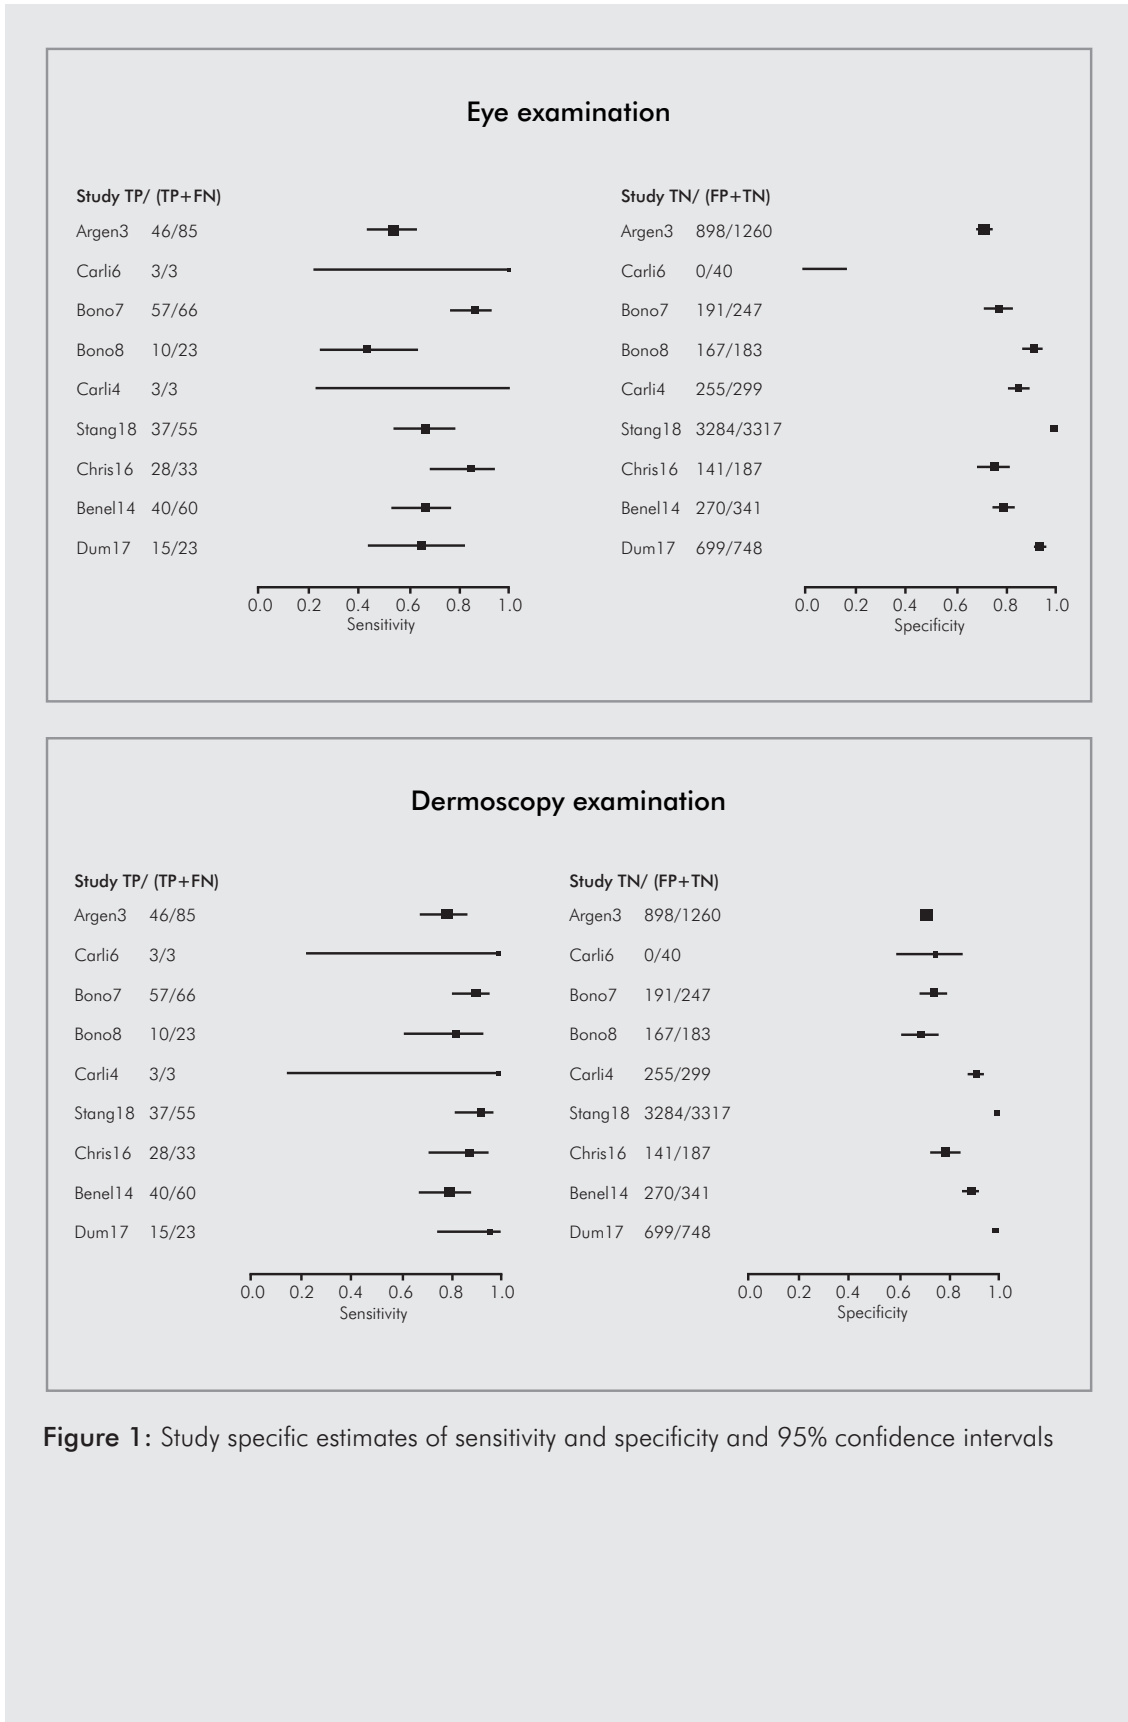 Eye examination
Study TP/ (TP+FN)
Argen3 46/85
Carli6 3/3
Bono7 57/66
Bono8 10/23
Carli4 3/3
Stang18 37/55
Chris16 28/33
Benel14 40/60
Dum17 15/23
0.0 0.2 0.4 0.6 0.8 1.0
Sensitivity
Study TN/ (FP+TN)
Argen3 898/1260
Carli6 0/40
Bono7 191/247
Bono8 167/183
Carli4 255/299
Stang18 3284/3317
Chris16 141/187
Benel14 270/341
Dum17 699/748
0.0 0.2 0.4 0.6 0.8 1.0
Specificity
Dermoscopy examination
Study TP/ (TP+FN)
Argen3 46/85
Carli6 3/3
Bono7 57/66
Bono8 10/23
Carli4 3/3
Stang18 37/55
Chris16 28/33
Benel14 40/60
Dum17 15/23
0.0 0.2 0.4 0.6 0.8 1.0
Sensitivity
Study TN/ (FP+TN)
Argen3 898/1260
Carli6 0/40
Bono7 191/247
Bono8 167/183
Carli4 255/299
Stang18 3284/3317
Chris16 141/187
Benel14 270/341
Dum17 699/748
0.0 0.2 0.4 0.6 0.8 1.0
Specificity
Figure 1: Study specific estimates of sensitivity and specificity and 95% confidence intervals